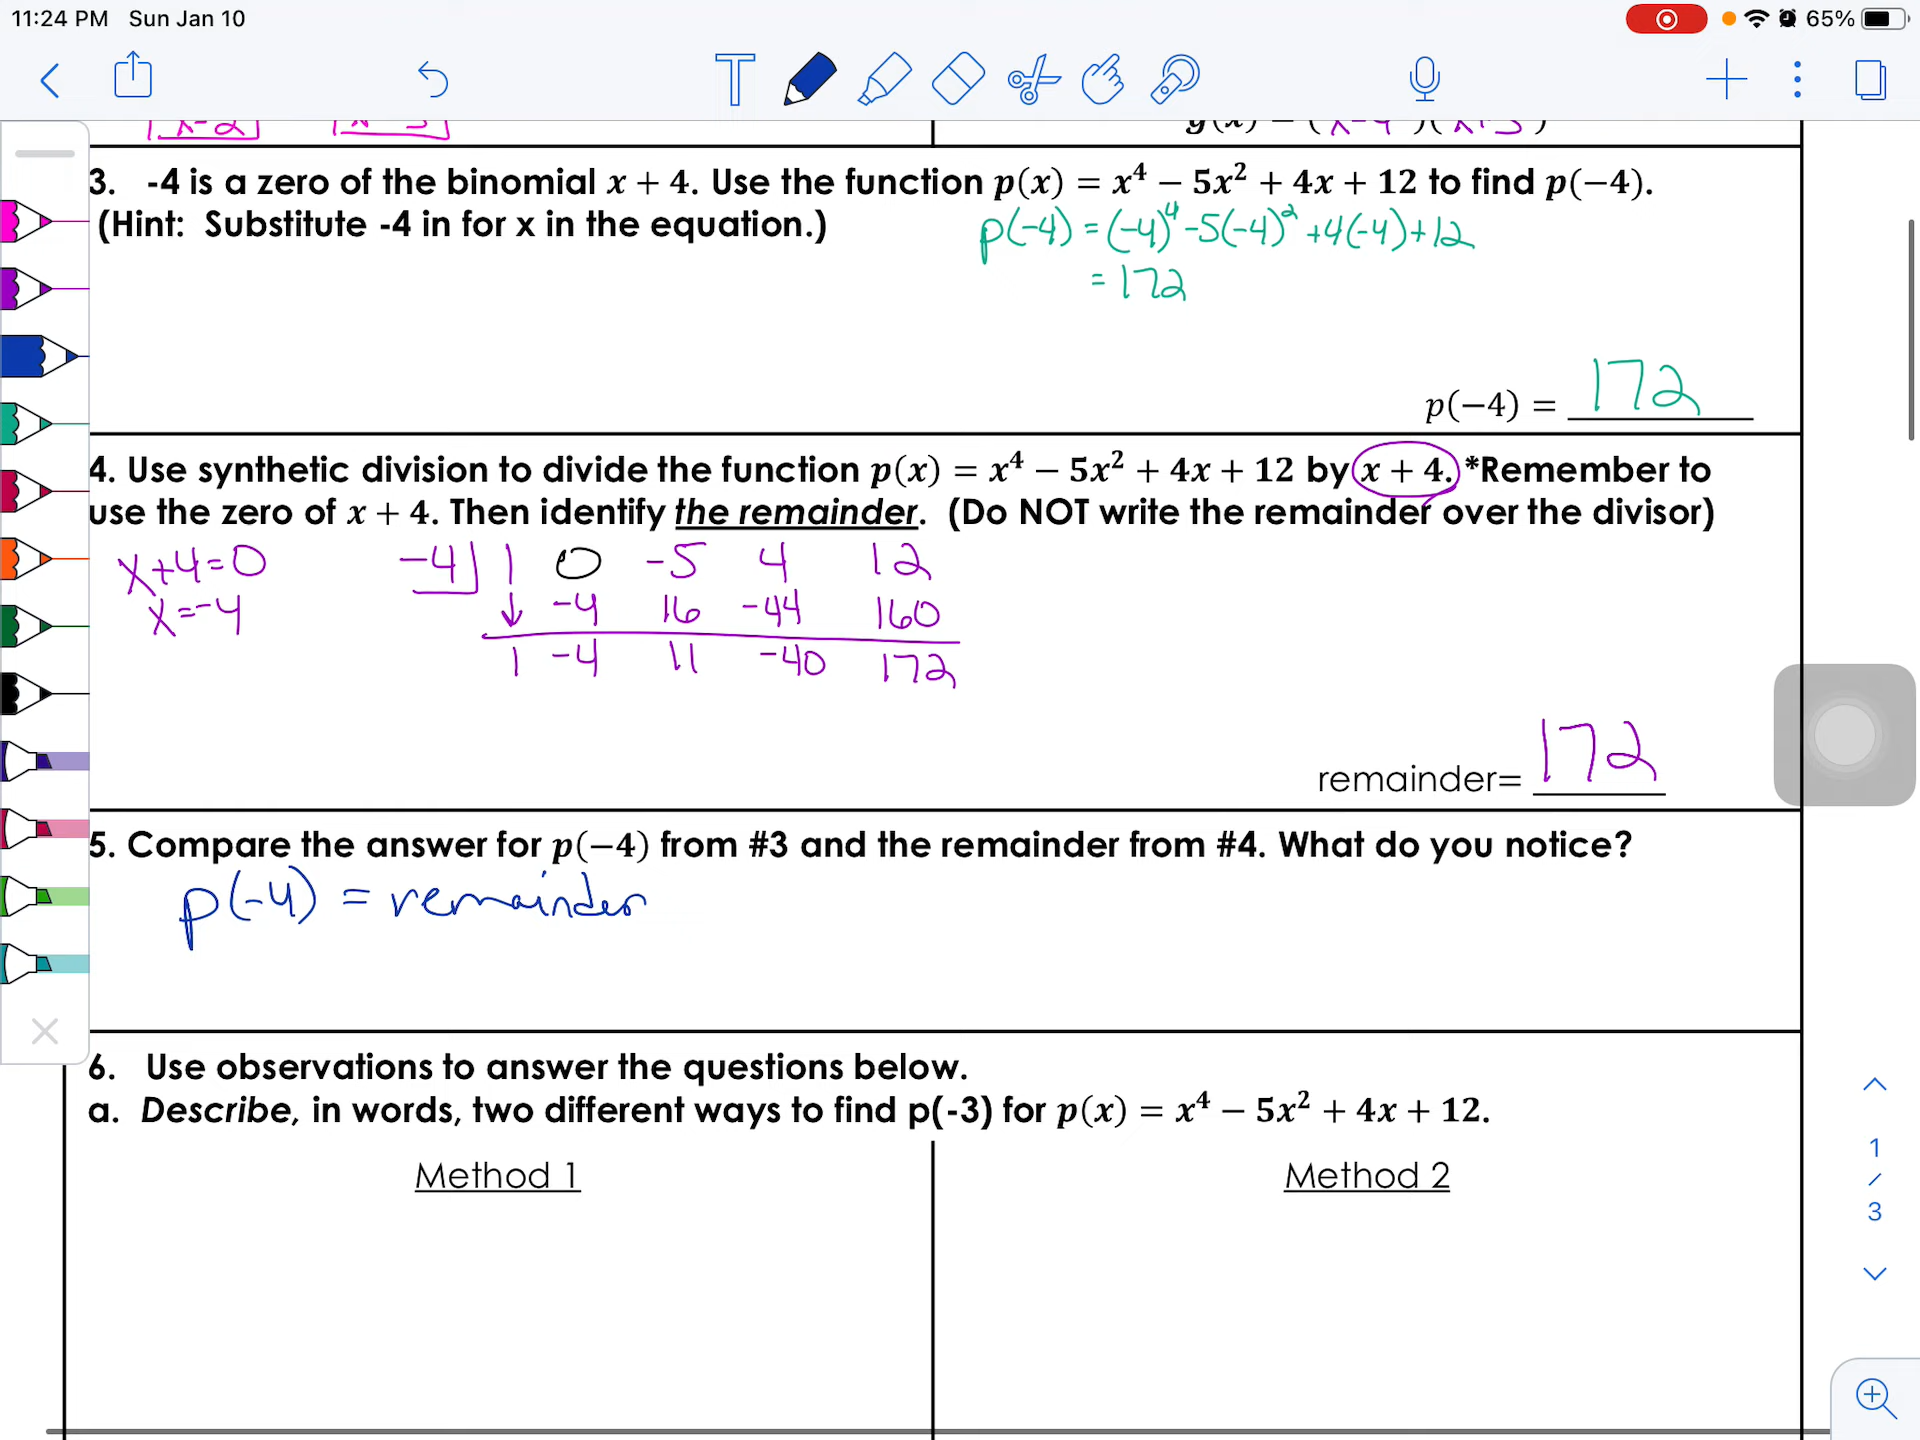 11:24 PM Sun Jan 10
65%
3. -4 is a zero of the binomial x + 4. Use the function p(x) = x⁴ − 5x² + 4x + 12 to find p(−4).
(Hint: Substitute -4 in for x in the equation.)
p(-4) = (-4)⁴ -5(-4)² +4(-4)+12
= 172
p(−4) = 172
4. Use synthetic division to divide the function p(x) = x⁴ − 5x² + 4x + 12 by x + 4. *Remember to
use the zero of x + 4. Then identify the remainder. (Do NOT write the remainder over the divisor)
x+4=0
x=-4
-4 1 0 -5 4 12
↓ -4 16 -44 160
1 -4 11 -40 172
remainder= 172
5. Compare the answer for p(−4) from #3 and the remainder from #4. What do you notice?
p(-4) = remainder
6. Use observations to answer the questions below.
a. Describe, in words, two different ways to find p(-3) for p(x) = x⁴ − 5x² + 4x + 12.
Method 1 Method 2
1
/
3